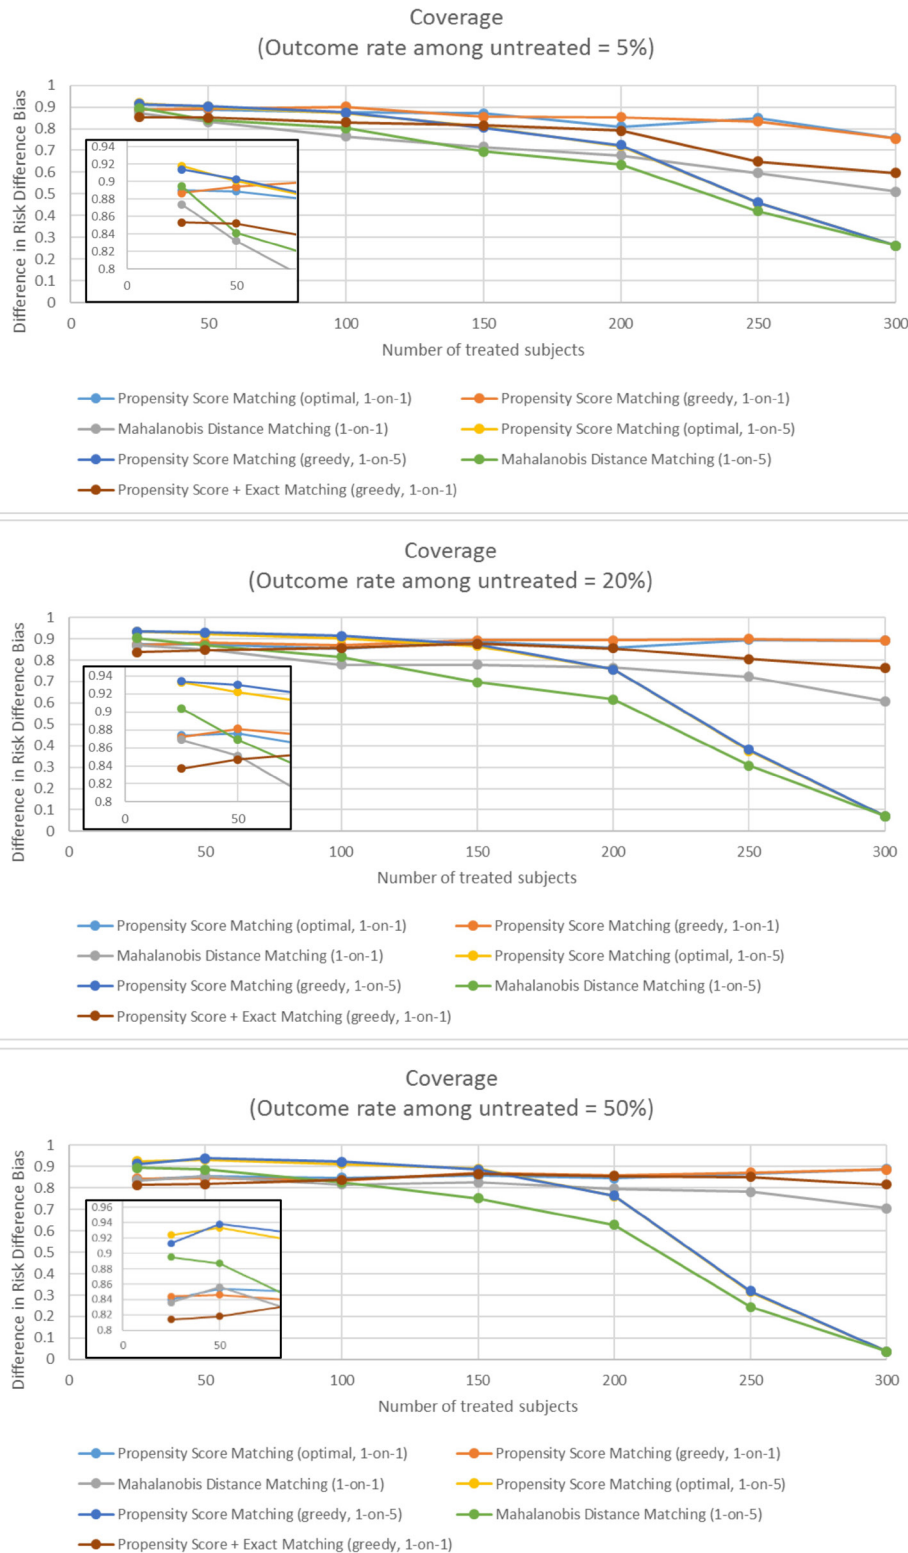 Coverage
(Outcome rate among untreated = 5%)
Difference in Risk Difference Bias
1
0.9
0.8
0.7
0.6
0.5
0.4
0.3
0.2
0.1
0
0.94
0.92
0.9
0.88
0.86
0.84
0.82
0.8
0 50
0 50 100 150 200 250 300
Number of treated subjects
Propensity Score Matching (optimal, 1-on-1) Propensity Score Matching (greedy, 1-on-1)
Mahalanobis Distance Matching (1-on-1) Propensity Score Matching (optimal, 1-on-5)
Propensity Score Matching (greedy, 1-on-5) Mahalanobis Distance Matching (1-on-5)
Propensity Score + Exact Matching (greedy, 1-on-1)
Coverage
(Outcome rate among untreated = 20%)
Difference in Risk Difference Bias
1
0.9
0.8
0.7
0.6
0.5
0.4
0.3
0.2
0.1
0
0.94
0.92
0.9
0.88
0.86
0.84
0.82
0.8
0 50
0 50 100 150 200 250 300
Number of treated subjects
Propensity Score Matching (optimal, 1-on-1) Propensity Score Matching (greedy, 1-on-1)
Mahalanobis Distance Matching (1-on-1) Propensity Score Matching (optimal, 1-on-5)
Propensity Score Matching (greedy, 1-on-5) Mahalanobis Distance Matching (1-on-5)
Propensity Score + Exact Matching (greedy, 1-on-1)
Coverage
(Outcome rate among untreated = 50%)
Difference in Risk Difference Bias
1
0.9
0.8
0.7
0.6
0.5
0.4
0.3
0.2
0.1
0
0.96
0.94
0.92
0.9
0.88
0.86
0.84
0.82
0.8
0 50
0 50 100 150 200 250 300
Number of treated subjects
Propensity Score Matching (optimal, 1-on-1) Propensity Score Matching (greedy, 1-on-1)
Mahalanobis Distance Matching (1-on-1) Propensity Score Matching (optimal, 1-on-5)
Propensity Score Matching (greedy, 1-on-5) Mahalanobis Distance Matching (1-on-5)
Propensity Score + Exact Matching (greedy, 1-on-1)